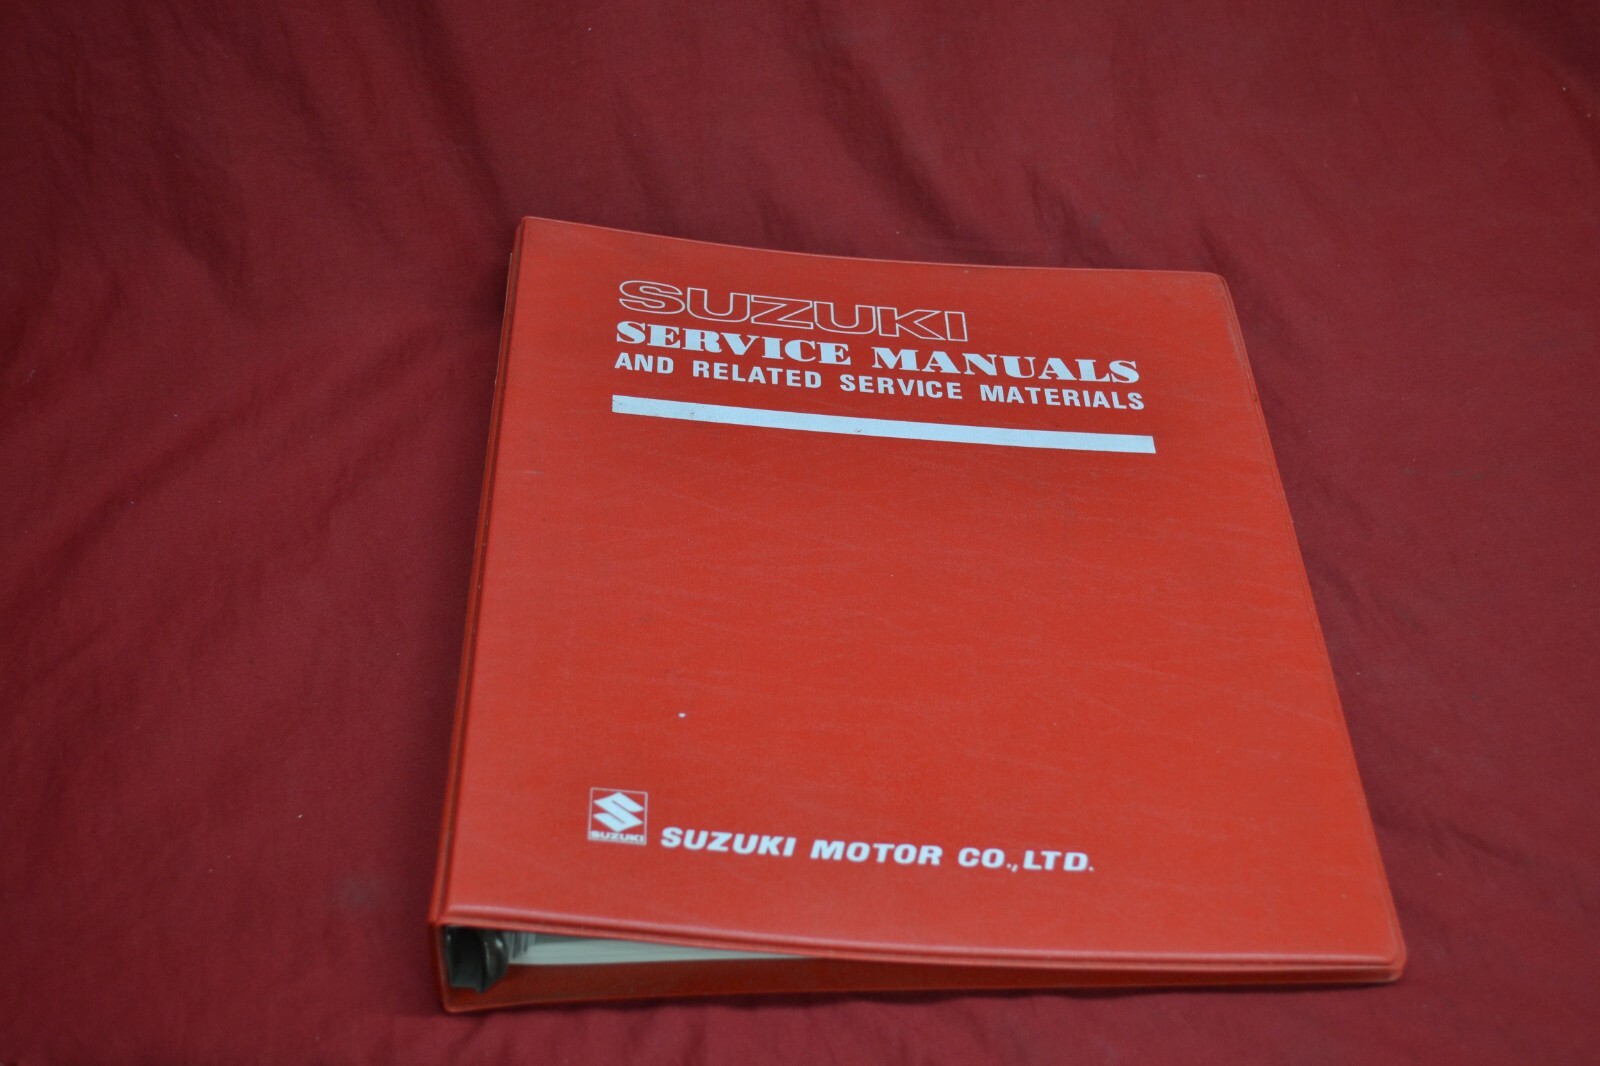 SUZUKI
SERVICE MANUALS
AND RELATED SERVICE MATERIALS
SUZUKI
SUZUKI MOTOR CO.,LTD.